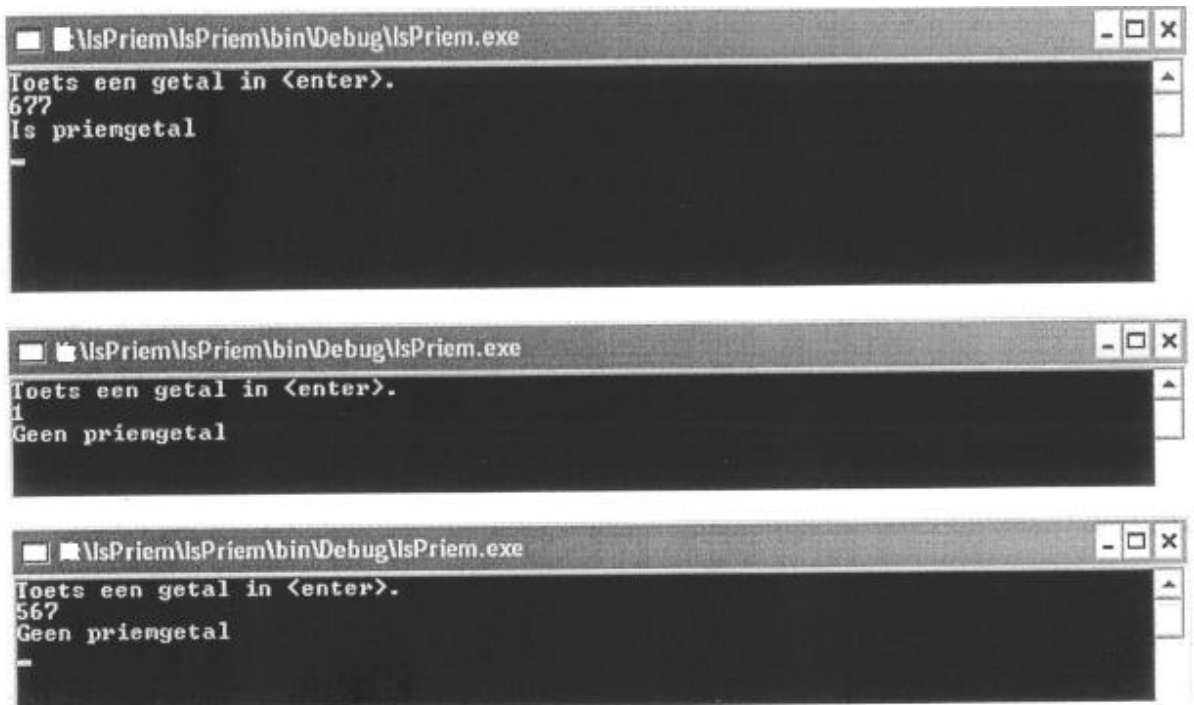 :\IsPriem\IsPriem\bin\Debug\IsPriem.exe
Toets een getal in <enter>.
677
Is priemgetal
:\IsPriem\IsPriem\bin\Debug\IsPriem.exe
Toets een getal in <enter>.
1
Geen priemgetal
\IsPriem\IsPriem\bin\Debug\IsPriem.exe
Toets een getal in <enter>.
567
Geen priemgetal